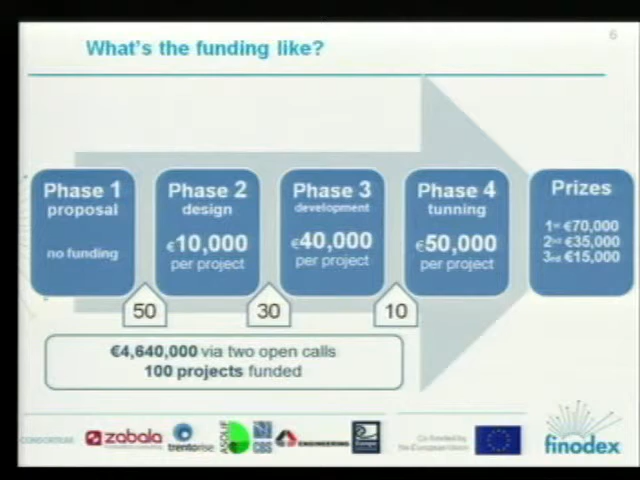 6
What's the funding like?
Phase 1
proposal
no funding
Phase 2
design
€10,000
per project
Phase 3
development
€40,000
per project
Phase 4
tunning
€50,000
per project
Prizes
1st €70,000
2nd €35,000
3rd €15,000
50
30
10
€4,640,000 via two open calls
100 projects funded
CONSORTIUM
zabala
trentorise
ASDLIF
CBS
ENGINEERING
Europe
Co-funded by
the European Union
finodex